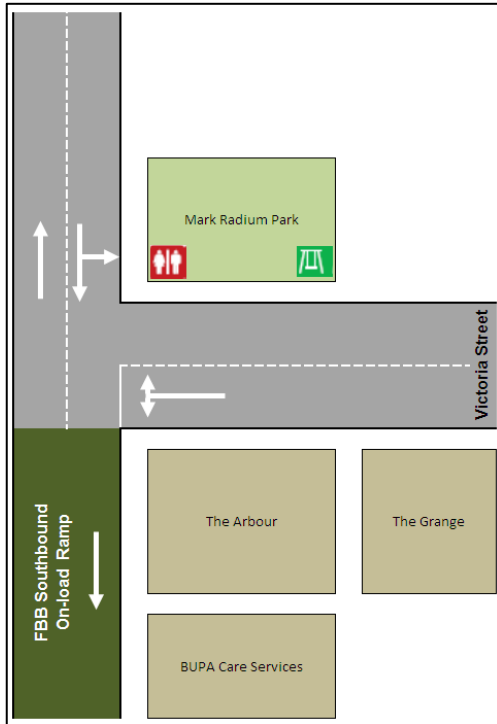 Mark Radium Park
Victoria Street
The Arbour
The Grange
FBB Southbound
On-load Ramp
BUPA Care Services